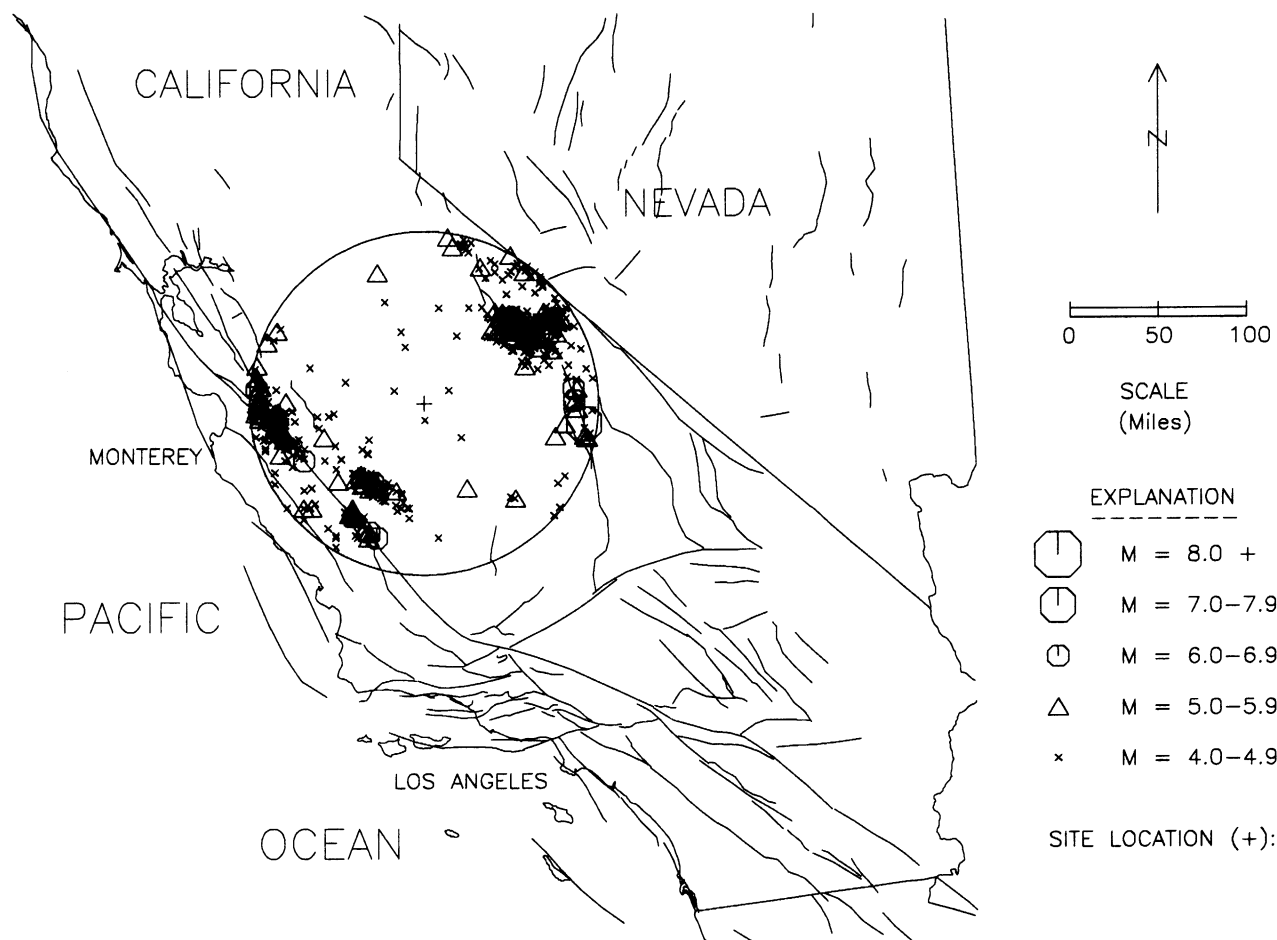 CALIFORNIA
NEVADA
N
0 50 100
SCALE
(Miles)
MONTEREY
EXPLANATION
M = 8.0 +
M = 7.0-7.9
M = 6.0-6.9
M = 5.0-5.9
M = 4.0-4.9
PACIFIC
LOS ANGELES
OCEAN
SITE LOCATION (+):